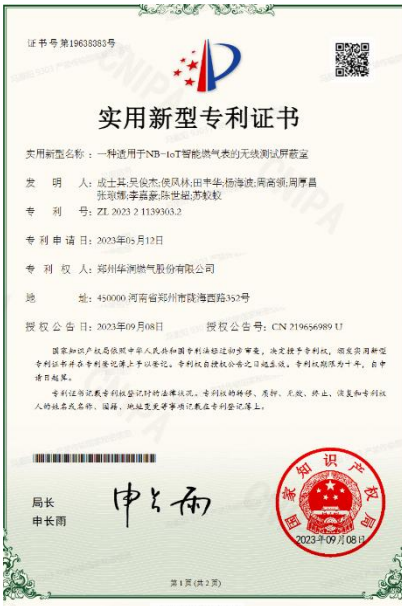 证书号第19638383号
实用新型专利证书
实用新型名称：一种适用于NB-IoT智能燃气表的无线测试屏蔽室
发 明 人：成士其;吴俊杰;侯风林;田丰华;杨海波;周高领;周厚昌
张琼娜;李嘉豪;陈世超;苏蚊蚊
专 利 号：ZL 2023 2 1139303.2
专利申请日：2023年05月12日
专 利 权 人：郑州华润燃气股份有限公司
地 址：450000 河南省郑州市陇海西路352号
授权公告日：2023年09月08日 授权公告号：CN 219656989 U
国家知识产权局依照中华人民共和国专利法经过初步审查，决定授予专利权，颁发实用新型
专利证书并在专利登记簿上予以登记。专利权自授权公告之日起生效。专利权期限为十年，自申
请日起算。
专利证书记载专利权登记时的法律状况。专利权的转移、质押、无效、终止、恢复和专利权
人的姓名或名称、国籍、地址变更等事项记载在专利登记簿上。
局长
申长雨
申长雨
国家知识产权局
2023年09月08日
第1页(共2页)
CNIPA